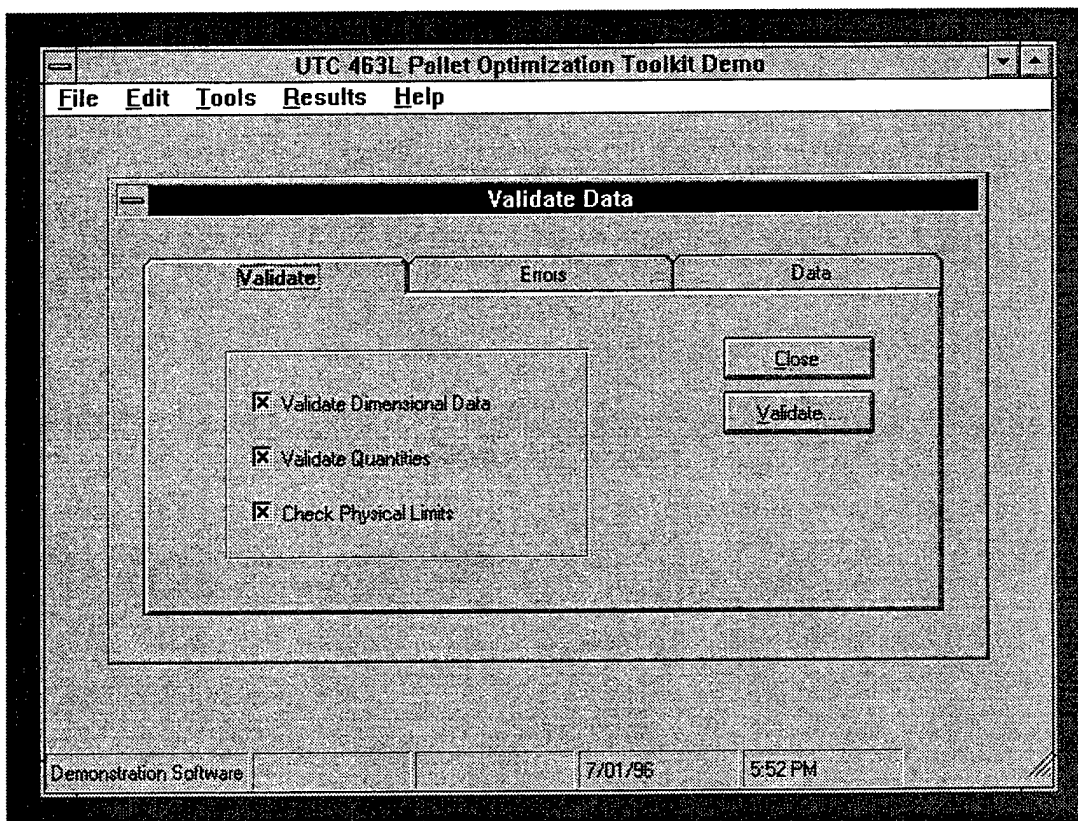 UTC 463L Pallet Optimization Toolkit Demo
File Edit Tools Results Help
Validate Data
Validate Errors Data
Close
Validate Dimensional Data
Validate....
Validate Quantities
Check Physical Limits
Demonstration Software 7/01/96 5:52 PM